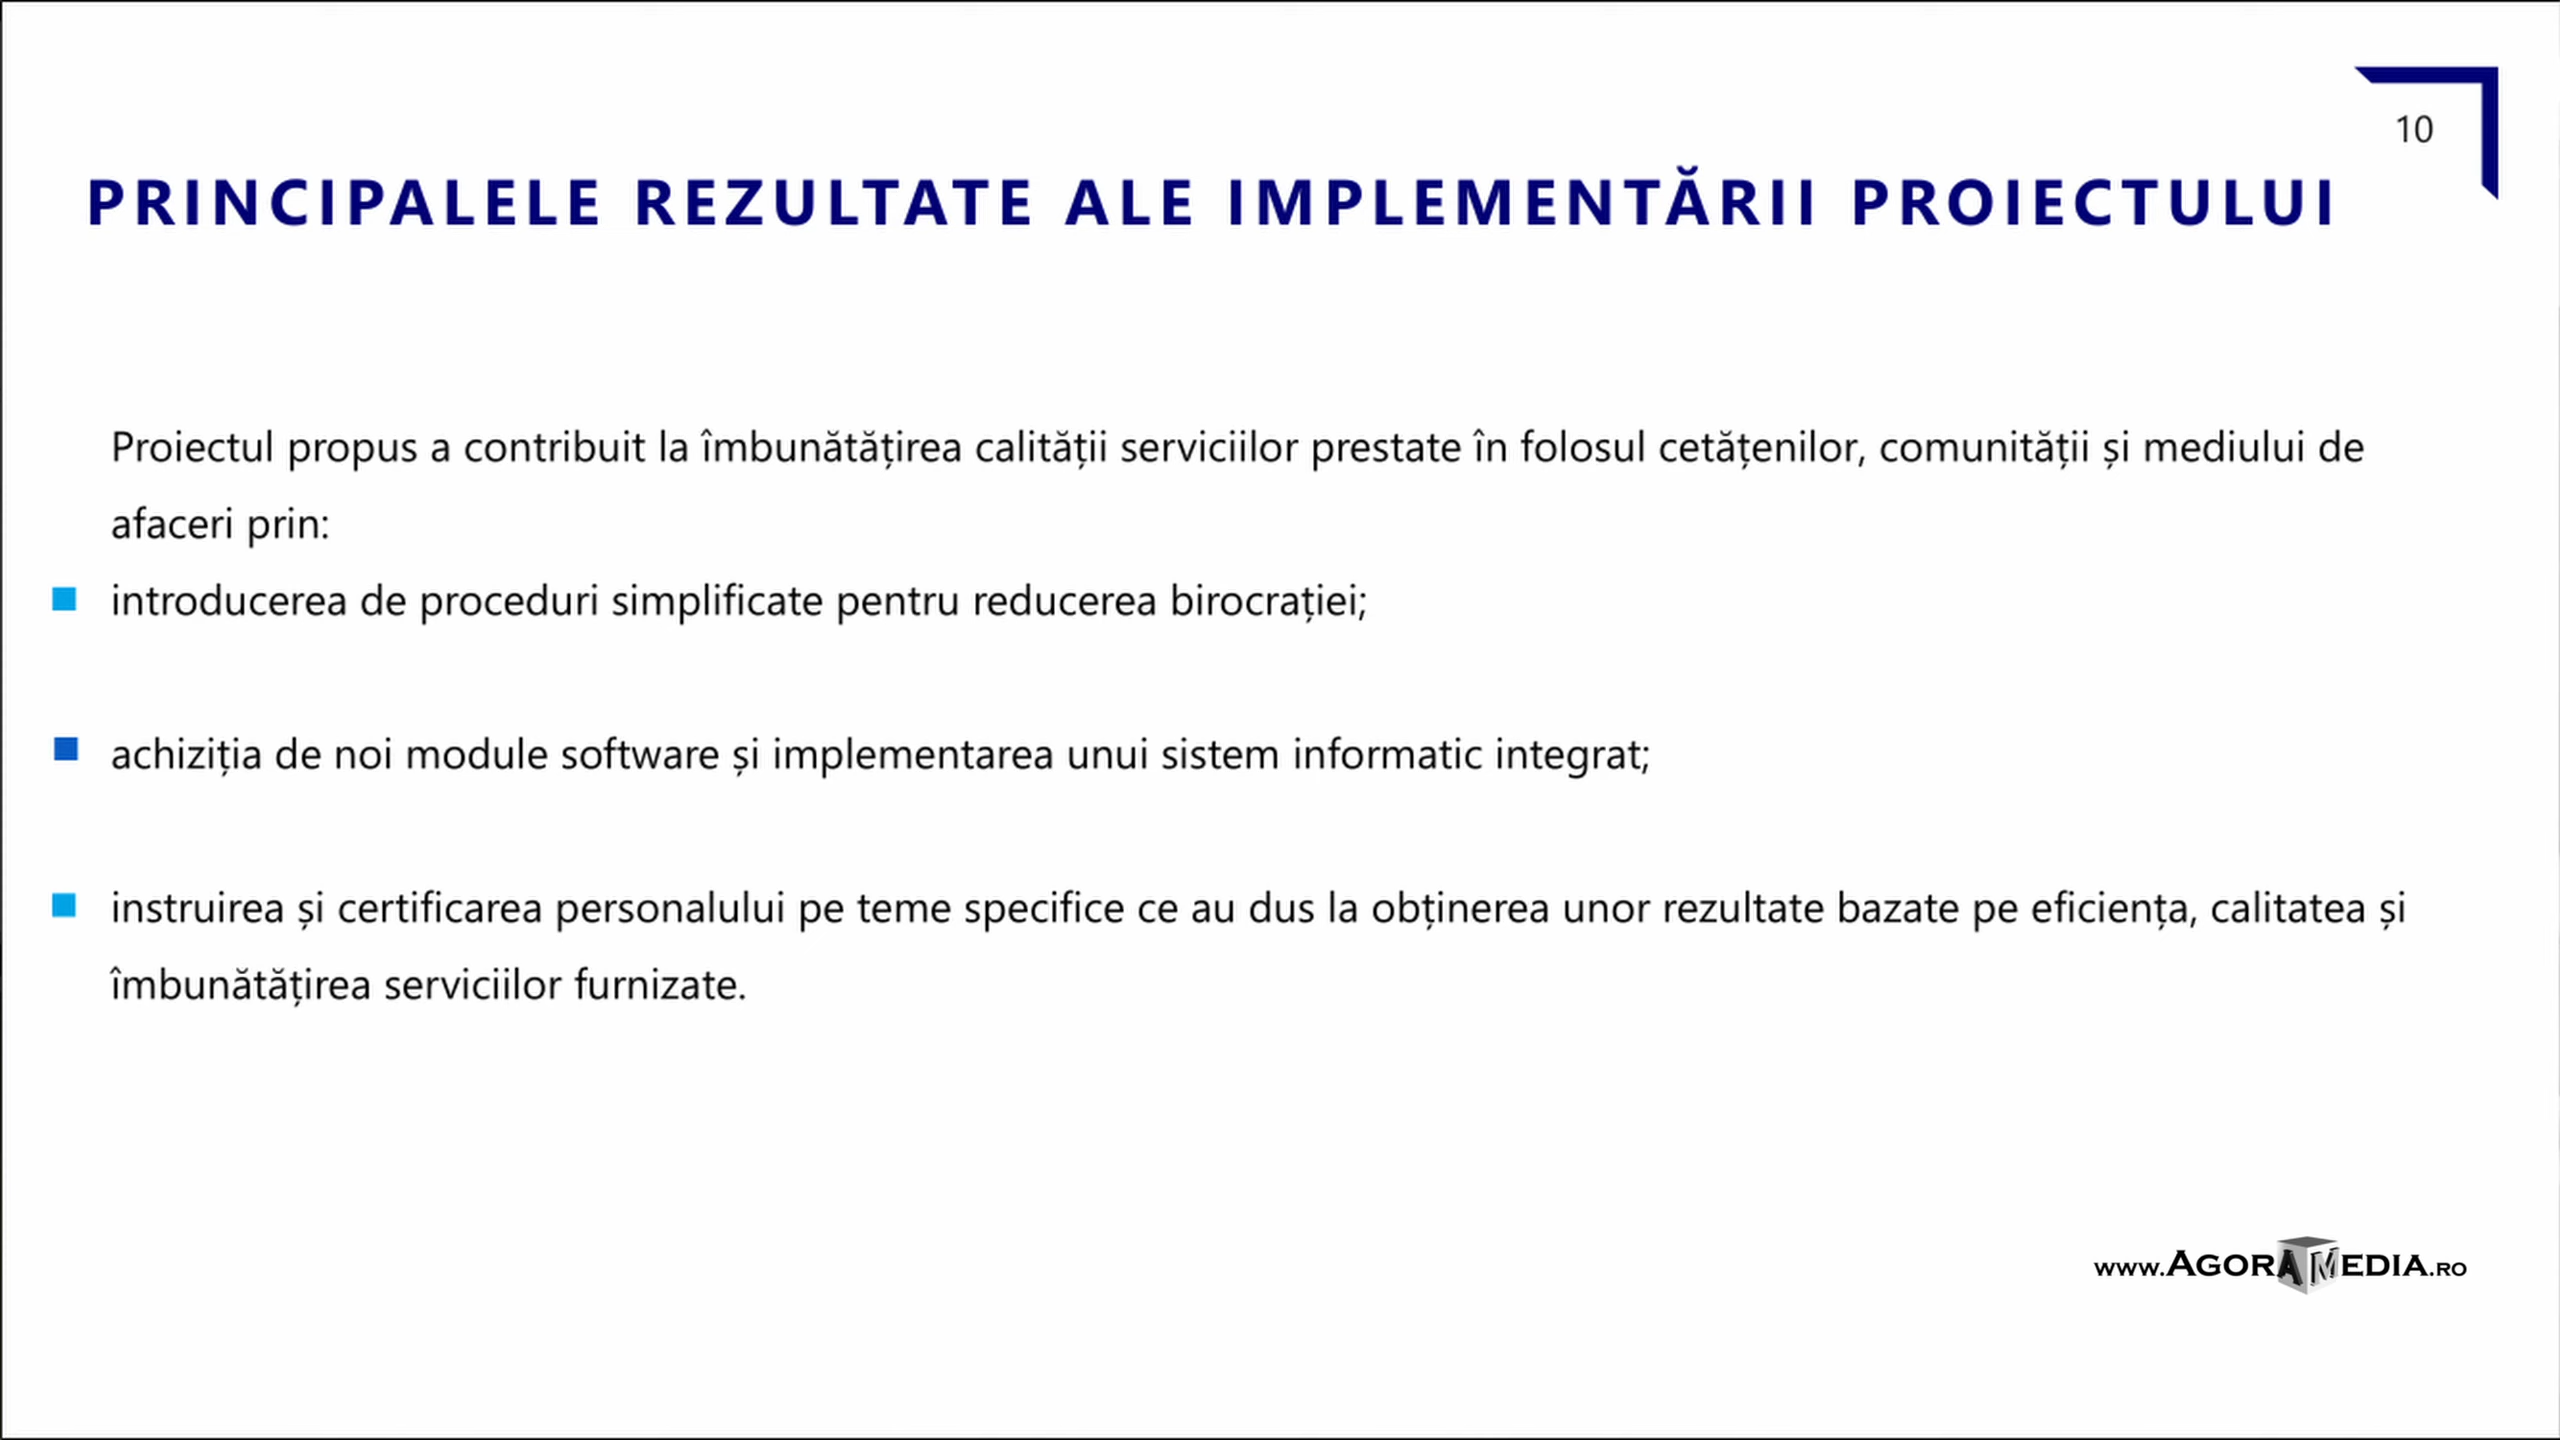 10
PRINCIPALELE REZULTATE ALE IMPLEMENTĂRII PROIECTULUI
Proiectul propus a contribuit la îmbunătățirea calității serviciilor prestate în folosul cetățenilor, comunității și mediului de
afaceri prin:
introducerea de proceduri simplificate pentru reducerea birocrației;
achiziția de noi module software și implementarea unui sistem informatic integrat;
instruirea și certificarea personalului pe teme specifice ce au dus la obținerea unor rezultate bazate pe eficiența, calitatea și
îmbunătățirea serviciilor furnizate.
www.AGORAMEDIA.RO